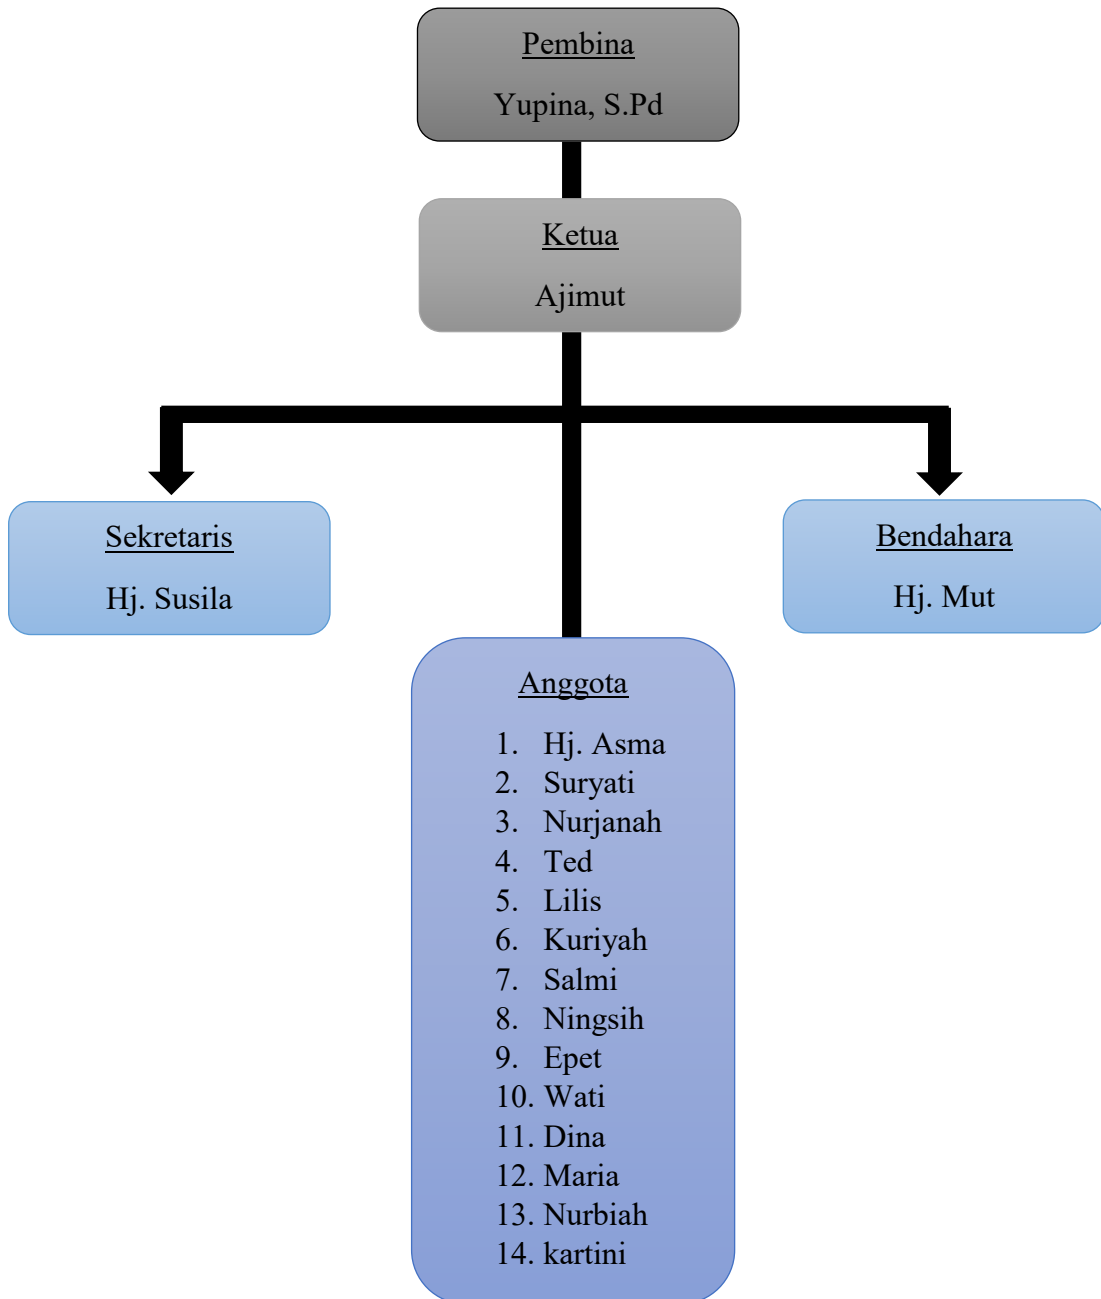 Pembina
Yupina, S.Pd
Ketua
Ajimut
Sekretaris
Hj. Susila
Bendahara
Hj. Mut
Anggota
1. Hj. Asma
2. Suryati
3. Nurjanah
4. Ted
5. Lilis
6. Kuriyah
7. Salmi
8. Ningsih
9. Epet
10. Wati
11. Dina
12. Maria
13. Nurbiah
14. kartini